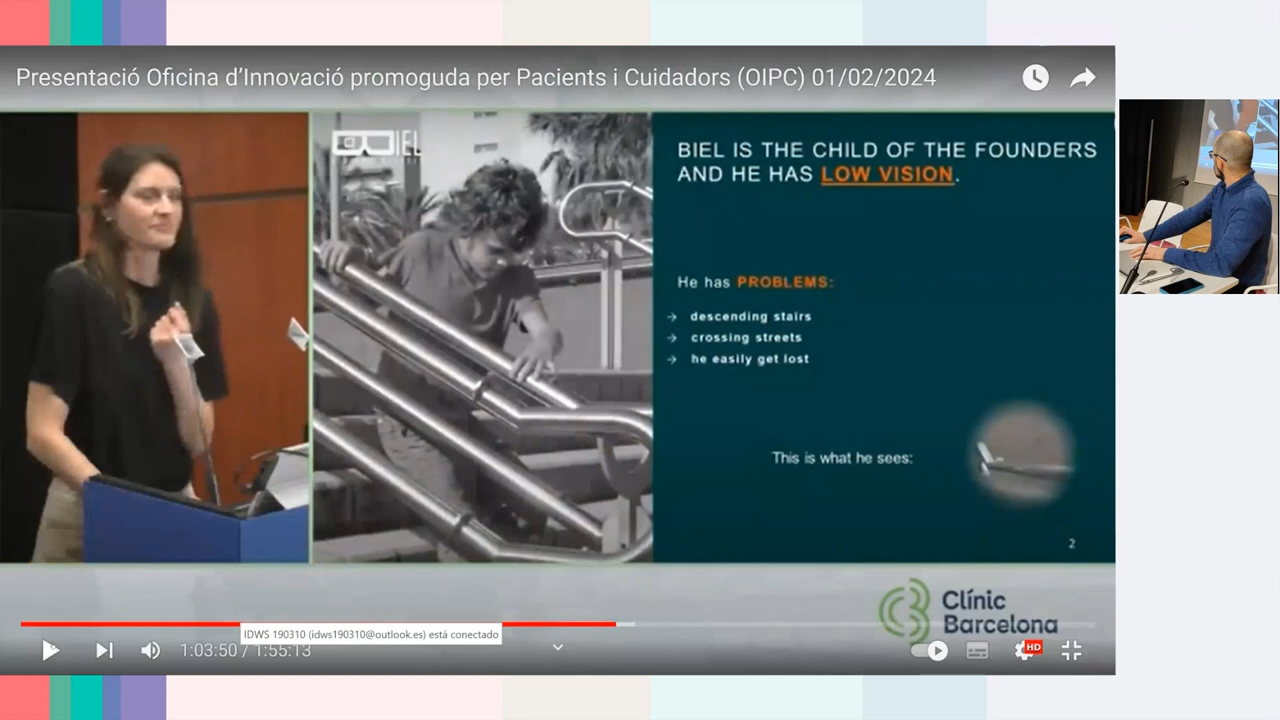 Presentació Oficina d'Innovació promoguda per Pacients i Cuidadors (OIPC) 01/02/2024
IEL
BIEL IS THE CHILD OF THE FOUNDERS
AND HE HAS LOW VISION.
He has PROBLEMS:
→ descending stairs
→ crossing streets
→ he easily get lost
This is what he sees:
2
Clínic
Barcelona
IDWS 190310 (idws190310@outlook.es) está conectado
1:03:50 / 1:55:13
HD